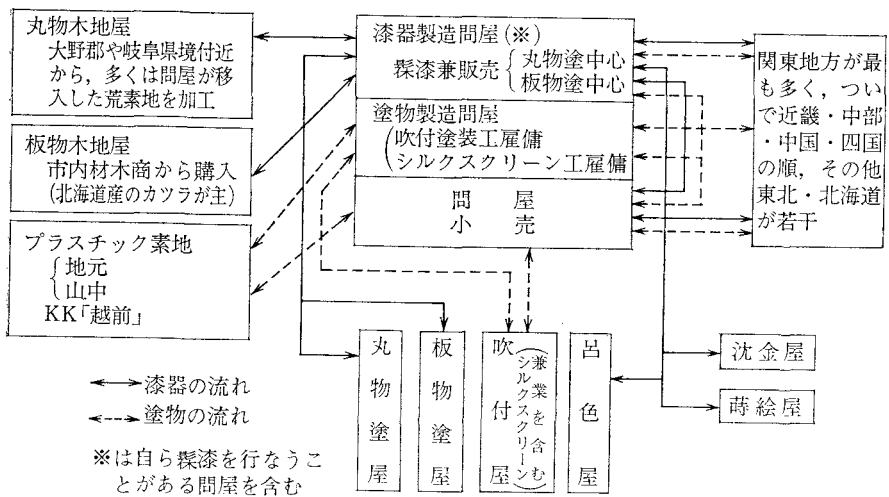 丸物木地屋
大野郡や岐阜県境付近
から，多くは問屋が移
入した荒素地を加工
板物木地屋
市内材木商から購入
(北海道産のカツラが主)
プラスチック素地
地元
山中
KK「越前」
漆器製造問屋(※)
髹漆兼販売
丸物塗中心
板物塗中心
塗物製造問屋
吹付塗装工雇傭
シルクスクリーン工雇傭
問屋
小売
関東地方が最
も多く，つい
で近畿・中部
・中国・四国
の順，その他
東北・北海道
が若干
丸物塗屋
板物塗屋
吹付屋
(シルクスクリーン
兼業を含む)
呂色屋
沈金屋
蒔絵屋
漆器の流れ
塗物の流れ
※は自ら髹漆を行なうこ
とがある問屋を含む